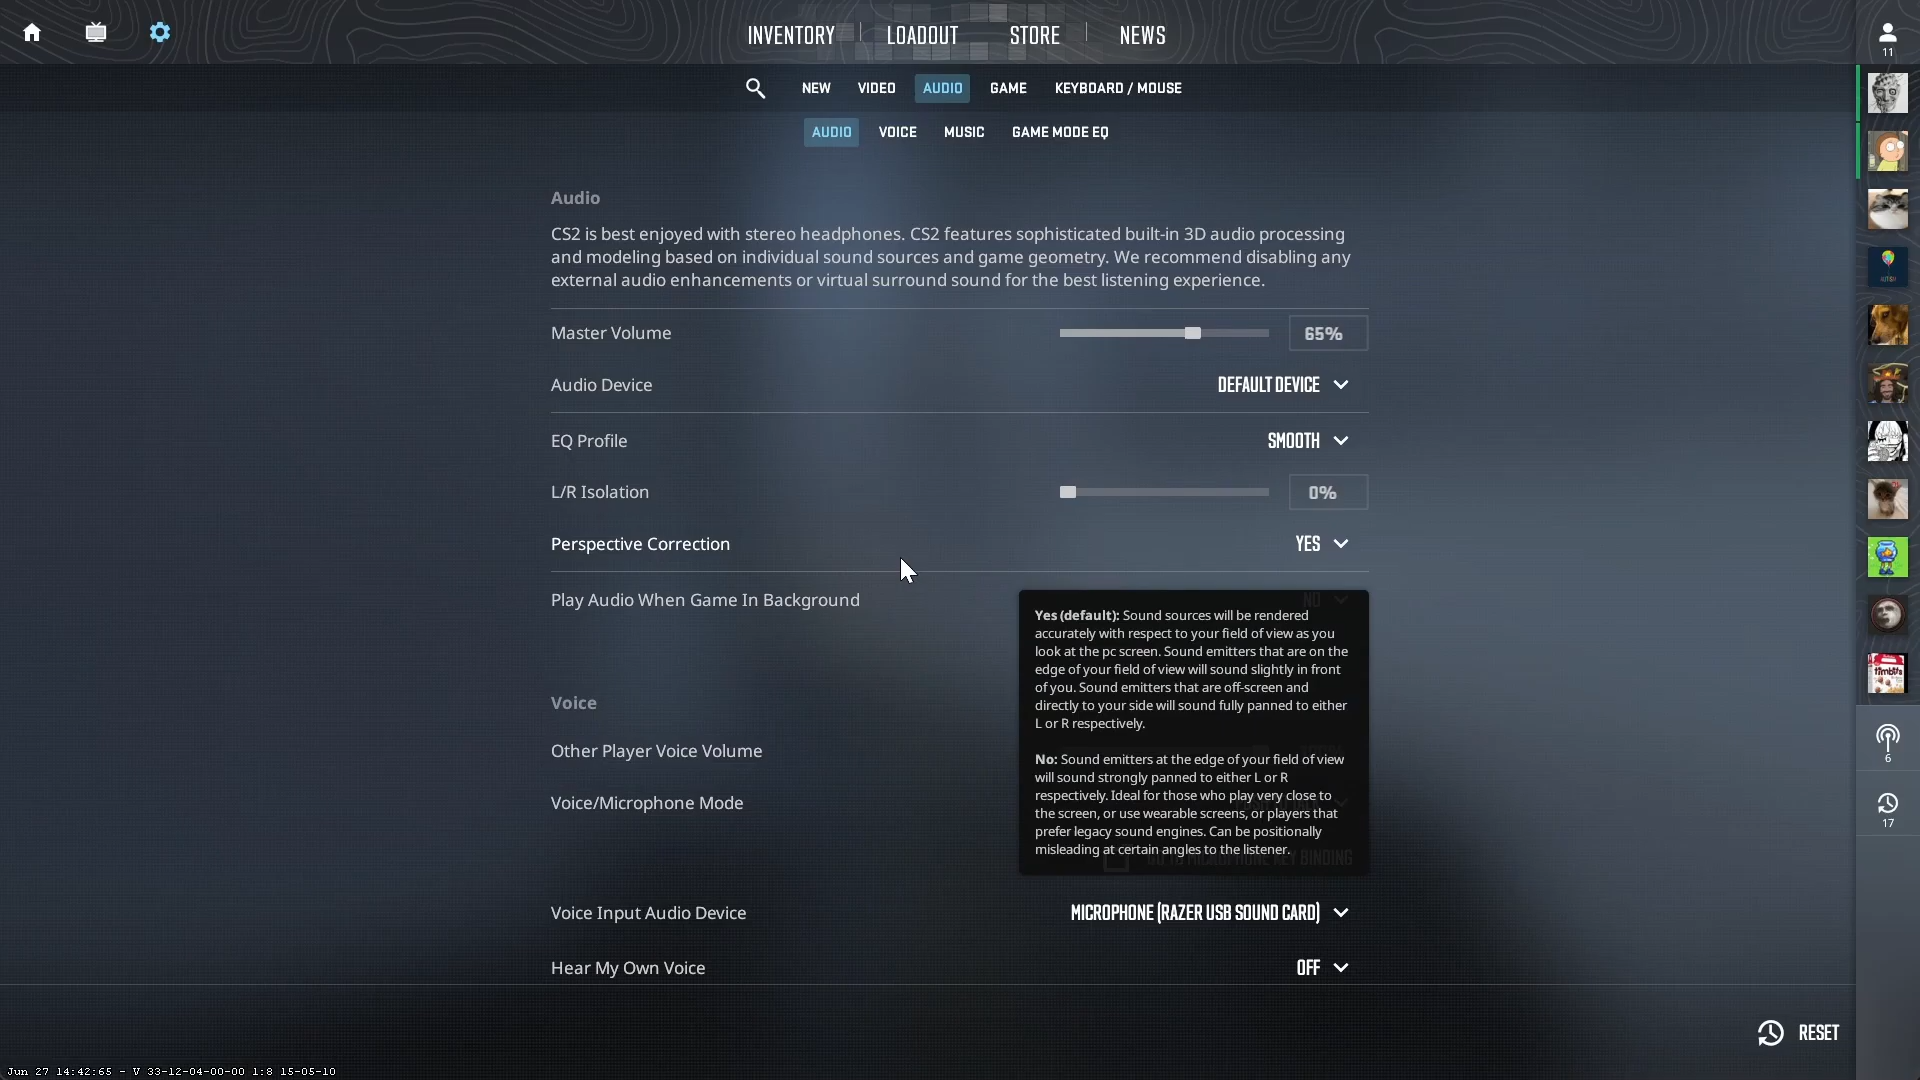 INVENTORY
LOADOUT
STORE
NEWS
11
NEW
VIDEO
AUDIO
GAME
KEYBOARD / MOUSE
AUDIO
VOICE
MUSIC
GAME MODE EQ
Audio
CS2 is best enjoyed with stereo headphones. CS2 features sophisticated built-in 3D audio processing
and modeling based on individual sound sources and game geometry. We recommend disabling any
external audio enhancements or virtual surround sound for the best listening experience.
Master Volume
65%
Audio Device
DEFAULT DEVICE
EQ Profile
SMOOTH
L/R Isolation
0%
Perspective Correction
YES
Play Audio When Game In Background
NO
Yes (default): Sound sources will be rendered
accurately with respect to your field of view as you
look at the pc screen. Sound emitters that are on the
edge of your field of view will sound slightly in front
of you. Sound emitters that are off-screen and
directly to your side will sound fully panned to either
L or R respectively.
No: Sound emitters at the edge of your field of view
will sound strongly panned to either L or R
respectively. Ideal for those who play very close to
the screen, or use wearable screens, or players that
prefer legacy sound engines. Can be positionally
misleading at certain angles to the listener.
Voice
Other Player Voice Volume
Voice/Microphone Mode
GO TO MICROPHONE KEY BINDING
Voice Input Audio Device
MICROPHONE (RAZER USB SOUND CARD)
Hear My Own Voice
OFF
timbits
6
17
RESET
Jun 27 14:42:65 - V 33-12-04-00-00 1:8 15-05-10